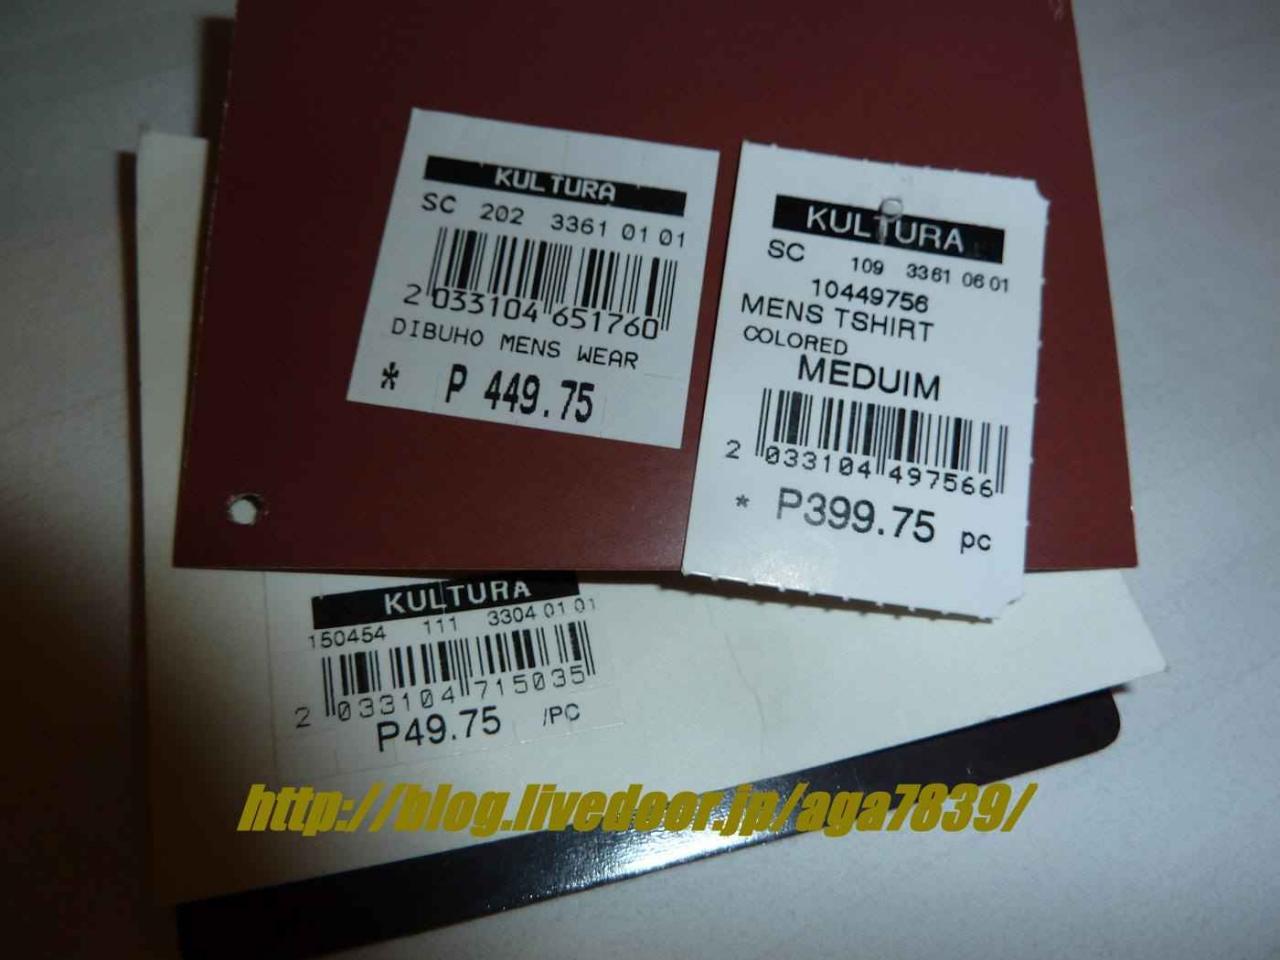 KULTURA
SC 202 3361 01 01
2 033104 651760
DIBUHO MENS WEAR
* P 449.75
KULTURA
SC 109 3361 06 01
10449756
MENS TSHIRT
COLORED
MEDUIM
2 033104 497566
* P399.75 pc
KULTURA
150454 111 3304 01 01
2 033104 715035
P49.75 /PC
http://blog.livedoor.jp/aga7839/